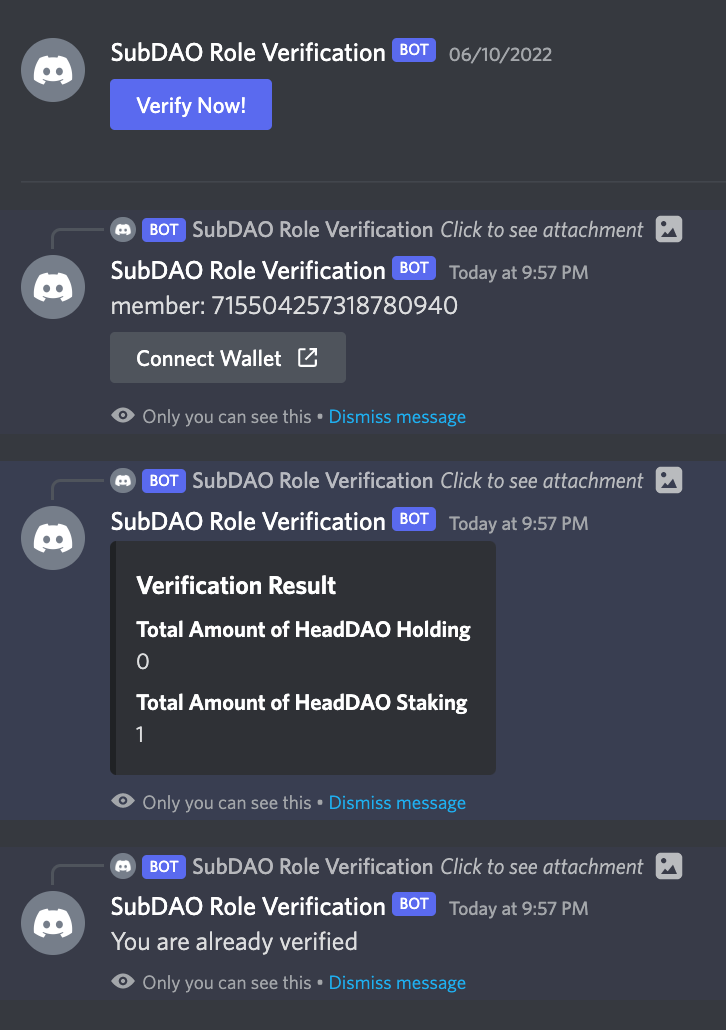 SubDAO Role Verification BOT 06/10/2022
Verify Now!
BOT SubDAO Role Verification Click to see attachment
SubDAO Role Verification BOT Today at 9:57 PM
member: 715504257318780940
Connect Wallet
Only you can see this • Dismiss message
BOT SubDAO Role Verification Click to see attachment
SubDAO Role Verification BOT Today at 9:57 PM
Verification Result
Total Amount of HeadDAO Holding
0
Total Amount of HeadDAO Staking
1
Only you can see this • Dismiss message
BOT SubDAO Role Verification Click to see attachment
SubDAO Role Verification BOT Today at 9:57 PM
You are already verified
Only you can see this • Dismiss message